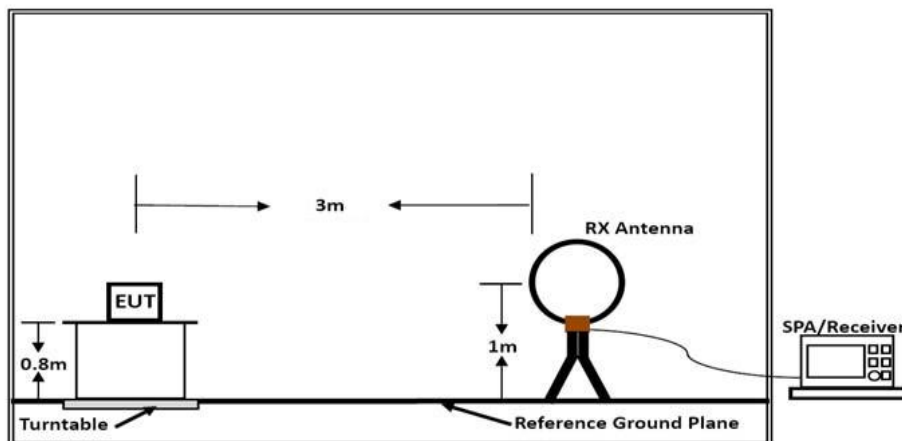 3m
RX Antenna
EUT
SPA/Receiver
1m
0.8m
Turntable
Reference Ground Plane